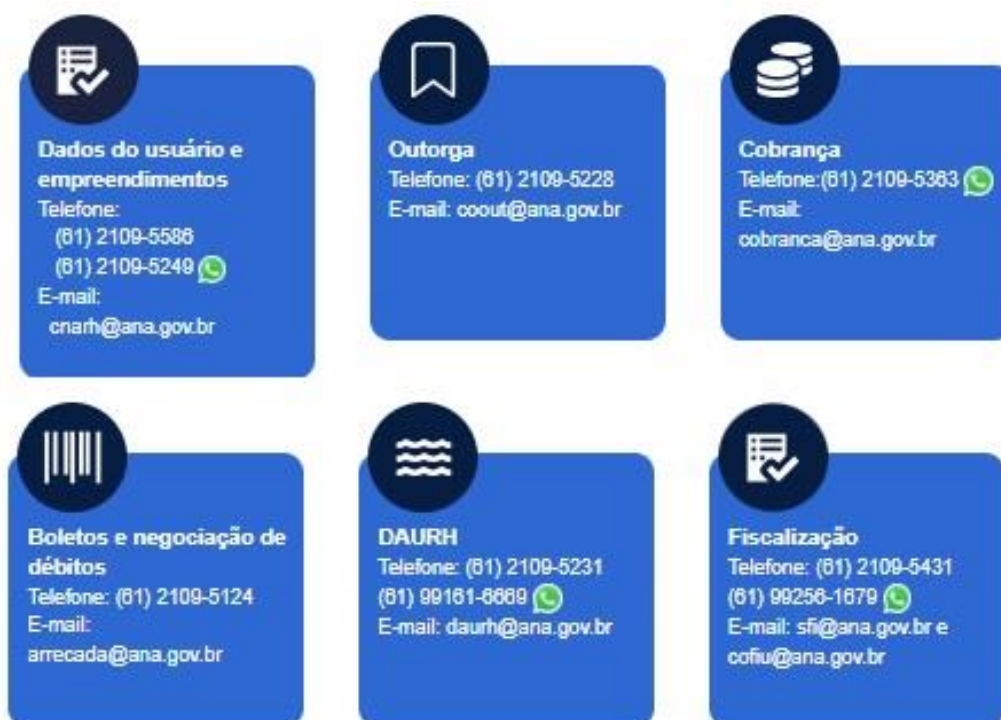 Dados do usuário e
empreendimentos
Telefone:
(61) 2109-5586
(61) 2109-5249
E-mail:
cnarh@ana.gov.br
Outorga
Telefone: (61) 2109-5228
E-mail: coout@ana.gov.br
Cobrança
Telefone:(61) 2109-5363
E-mail:
cobranca@ana.gov.br
Boletos e negociação de
débitos
Telefone: (61) 2109-5124
E-mail:
arrecada@ana.gov.br
DAURH
Telefone: (61) 2109-5231
(61) 99161-6669
E-mail: daurh@ana.gov.br
Fiscalização
Telefone: (61) 2109-5431
(61) 99256-1679
E-mail: sfi@ana.gov.br e
cofiu@ana.gov.br